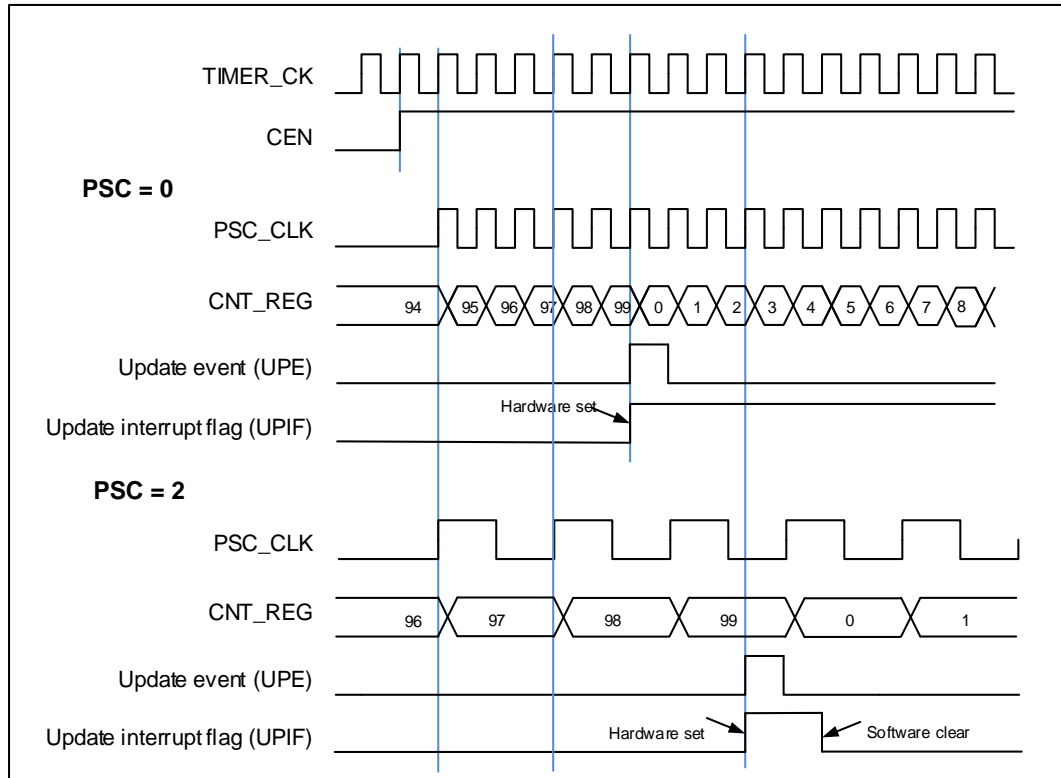 TIMER_CK
CEN
PSC = 0
PSC_CLK
CNT_REG 94 95 96 97 98 99 0 1 2 3 4 5 6 7 8
Update event (UPE)
Hardware set
Update interrupt flag (UPIF)
PSC = 2
PSC_CLK
CNT_REG 96 97 98 99 0 1
Update event (UPE)
Update interrupt flag (UPIF) Hardware set Software clear